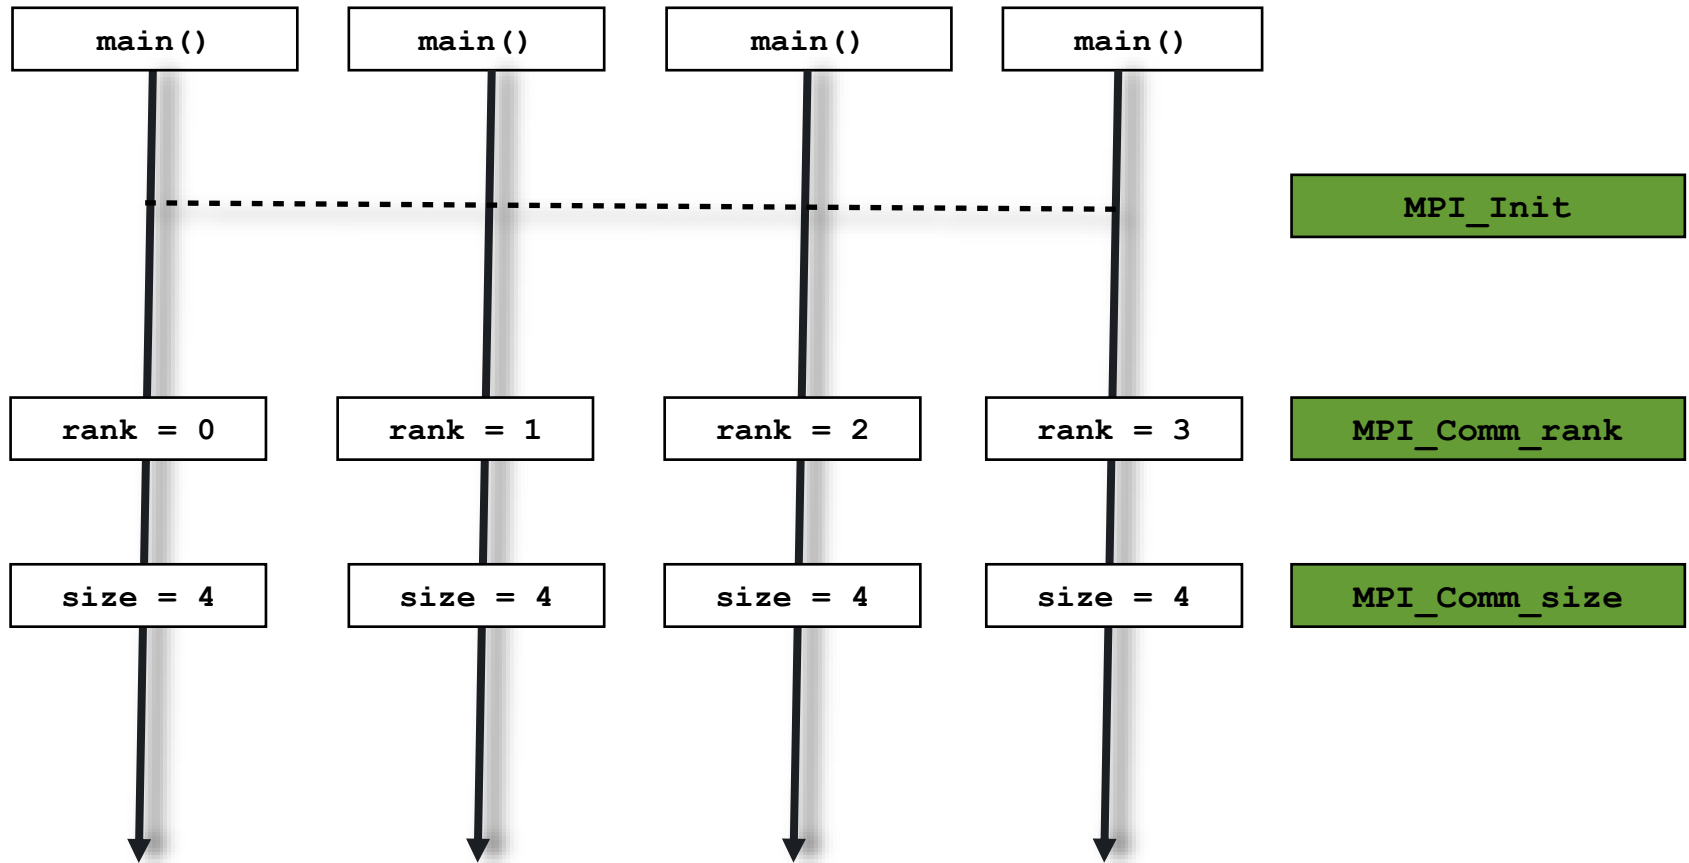 main()
main()
main()
main()
MPI_Init
rank = 0
rank = 1
rank = 2
rank = 3
MPI_Comm_rank
size = 4
size = 4
size = 4
size = 4
MPI_Comm_size